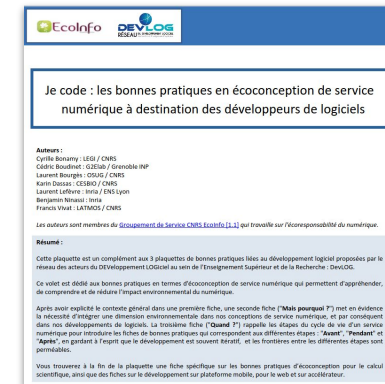 EcoInfo
DEVLOG
Je code : les bonnes pratiques en écoconception de service
numérique à destination des développeurs de logiciels
Auteurs :
Cyrille Bonamy : LEGI / CNRS
Cédric Boudinet : G2Elab / Grenoble INP
Laurent Bourgès : OSUG / CNRS
Karin Dassas : CESBIO / CNRS
Laurent Lefèvre : Inria / ENS Lyon
Benjamin Ninassi : Inria
Francis Vivat : LATMOS / CNRS
Les auteurs sont membres du Groupement de Service CNRS EcoInfo [1.1] qui travaille sur l'écoresponsabilité du numérique.
Résumé :
Cette plaquette est un complément aux 3 plaquettes de bonnes pratiques liées au développement logiciel proposées par le
réseau des acteurs du DEVeloppement LOGiciel au sein de l'Enseignement Supérieur et de la Recherche : DevLOG.
Ce volet est dédié aux bonnes pratiques en termes d'écoconception de service numérique qui permettent d'appréhender,
de comprendre et de réduire l'impact environnemental du numérique.
Après avoir explicité le contexte général dans une première fiche, une seconde fiche ("Mais pourquoi ?") met en évidence
la nécessité d'intégrer une dimension environnementale dans nos conceptions de service numérique, et par conséquent
dans nos développements de logiciels. La troisième fiche ("Quand ?") rappelle les étapes du cycle de vie d'un service
numérique pour introduire les fiches de bonnes pratiques qui correspondent aux différentes étapes : "Avant", "Pendant" et
"Après", en gardant à l'esprit que le développement est souvent itératif, et les frontières entre les différentes étapes sont
perméables.
Vous trouverez à la fin de la plaquette une fiche spécifique sur les bonnes pratiques d'écoconception pour le calcul
scientifique, ainsi que des fiches sur le développement sur plateforme mobile, pour le web et sur accélérateur.